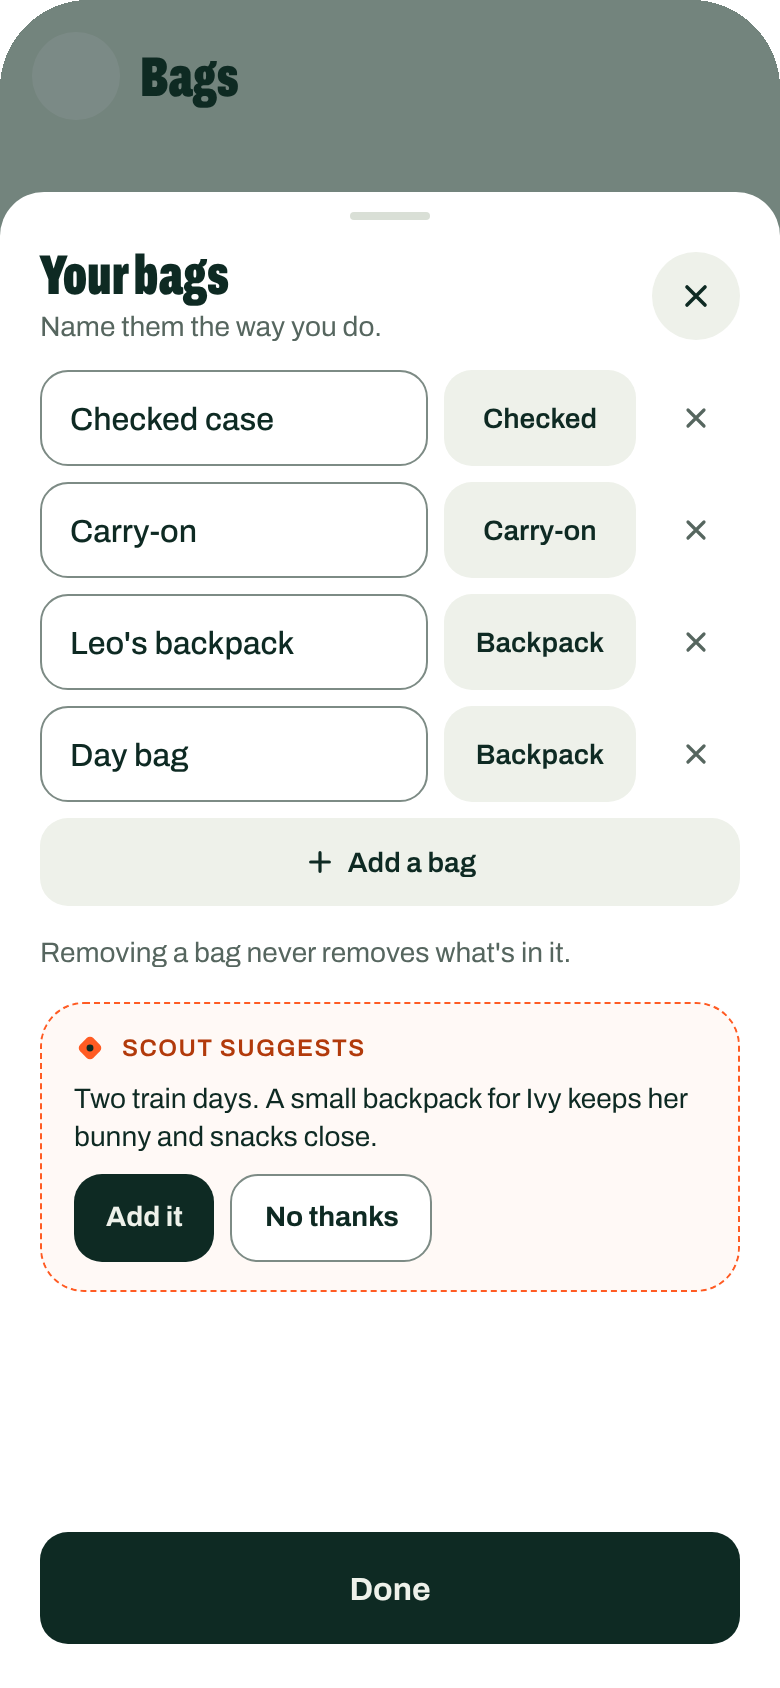 Bags
Your bags
Name them the way you do.
Checked case
Checked
Carry-on
Carry-on
Leo's backpack
Backpack
Day bag
Backpack
Add a bag
Removing a bag never removes what's in it.
SCOUT SUGGESTS
Two train days. A small backpack for Ivy keeps her
bunny and snacks close.
Add it
No thanks
Done